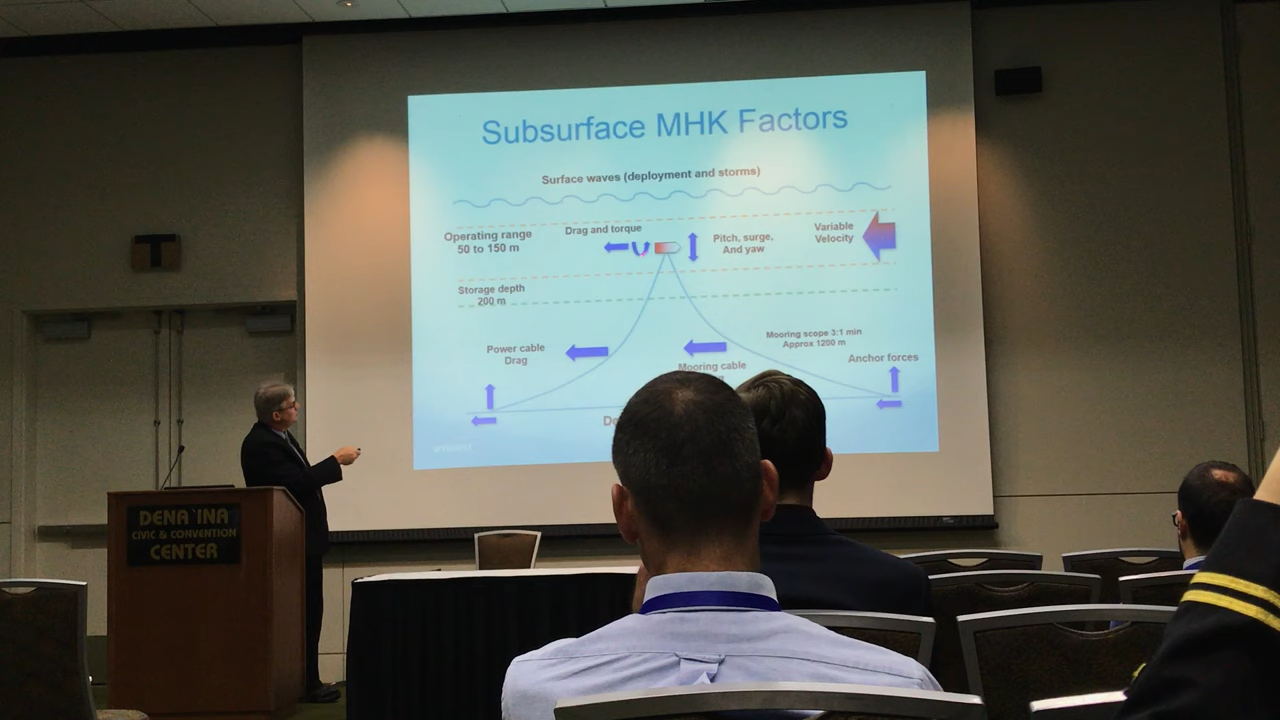 Subsurface MHK Factors
Surface waves (deployment and storms)
Operating range
50 to 150 m
Drag and torque
Pitch, surge,
And yaw
Variable
Velocity
Storage depth
200 m
Power cable
Drag
Mooring cable
Mooring scope 3:1 min
Approx 1200 m
Anchor forces
T
DENA'INA
CIVIC & CONVENTION
CENTER